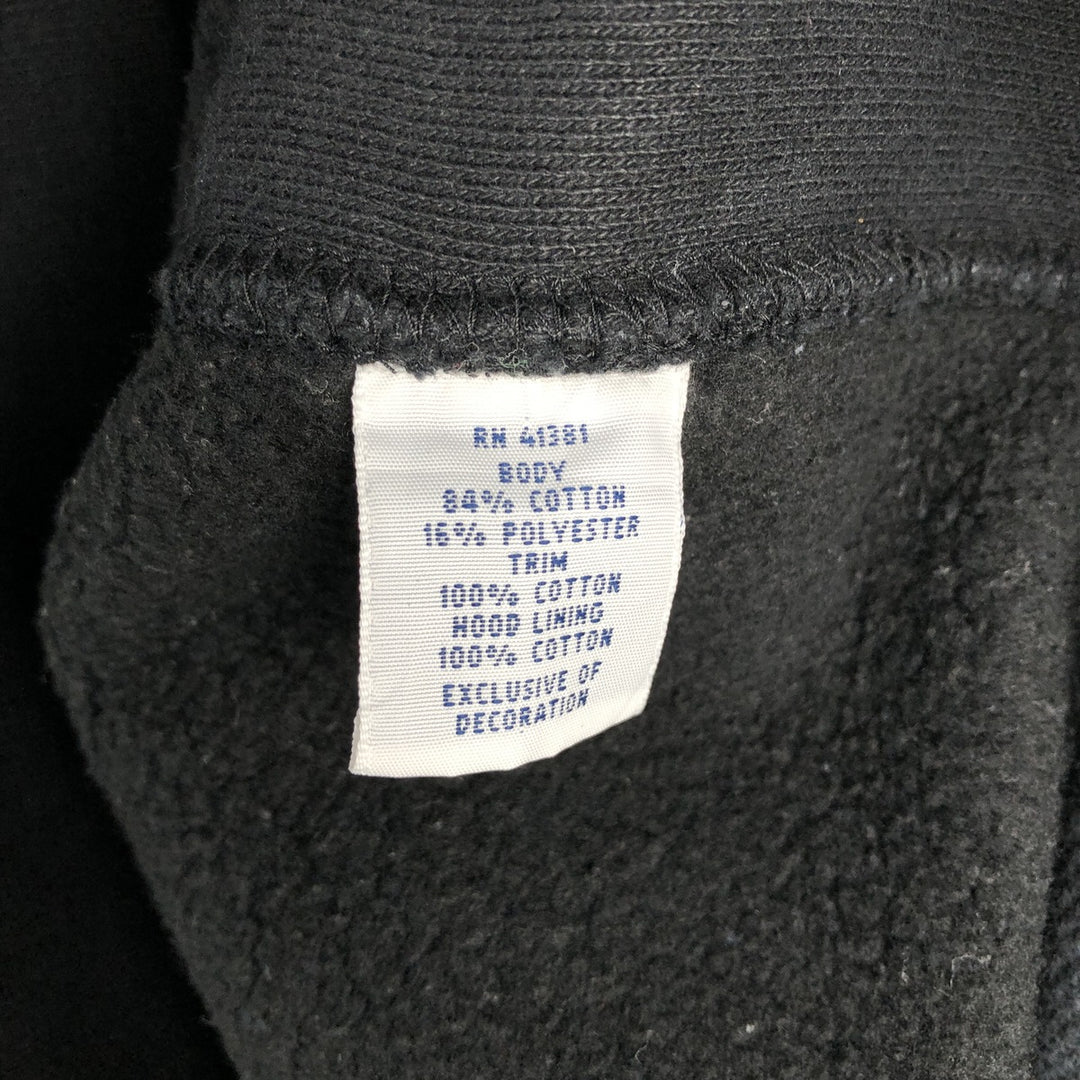 RN 41381
BODY
84% COTTON
16% POLYESTER
TRIM
100% COTTON
HOOD LINING
100% COTTON
EXCLUSIVE OF
DECORATION